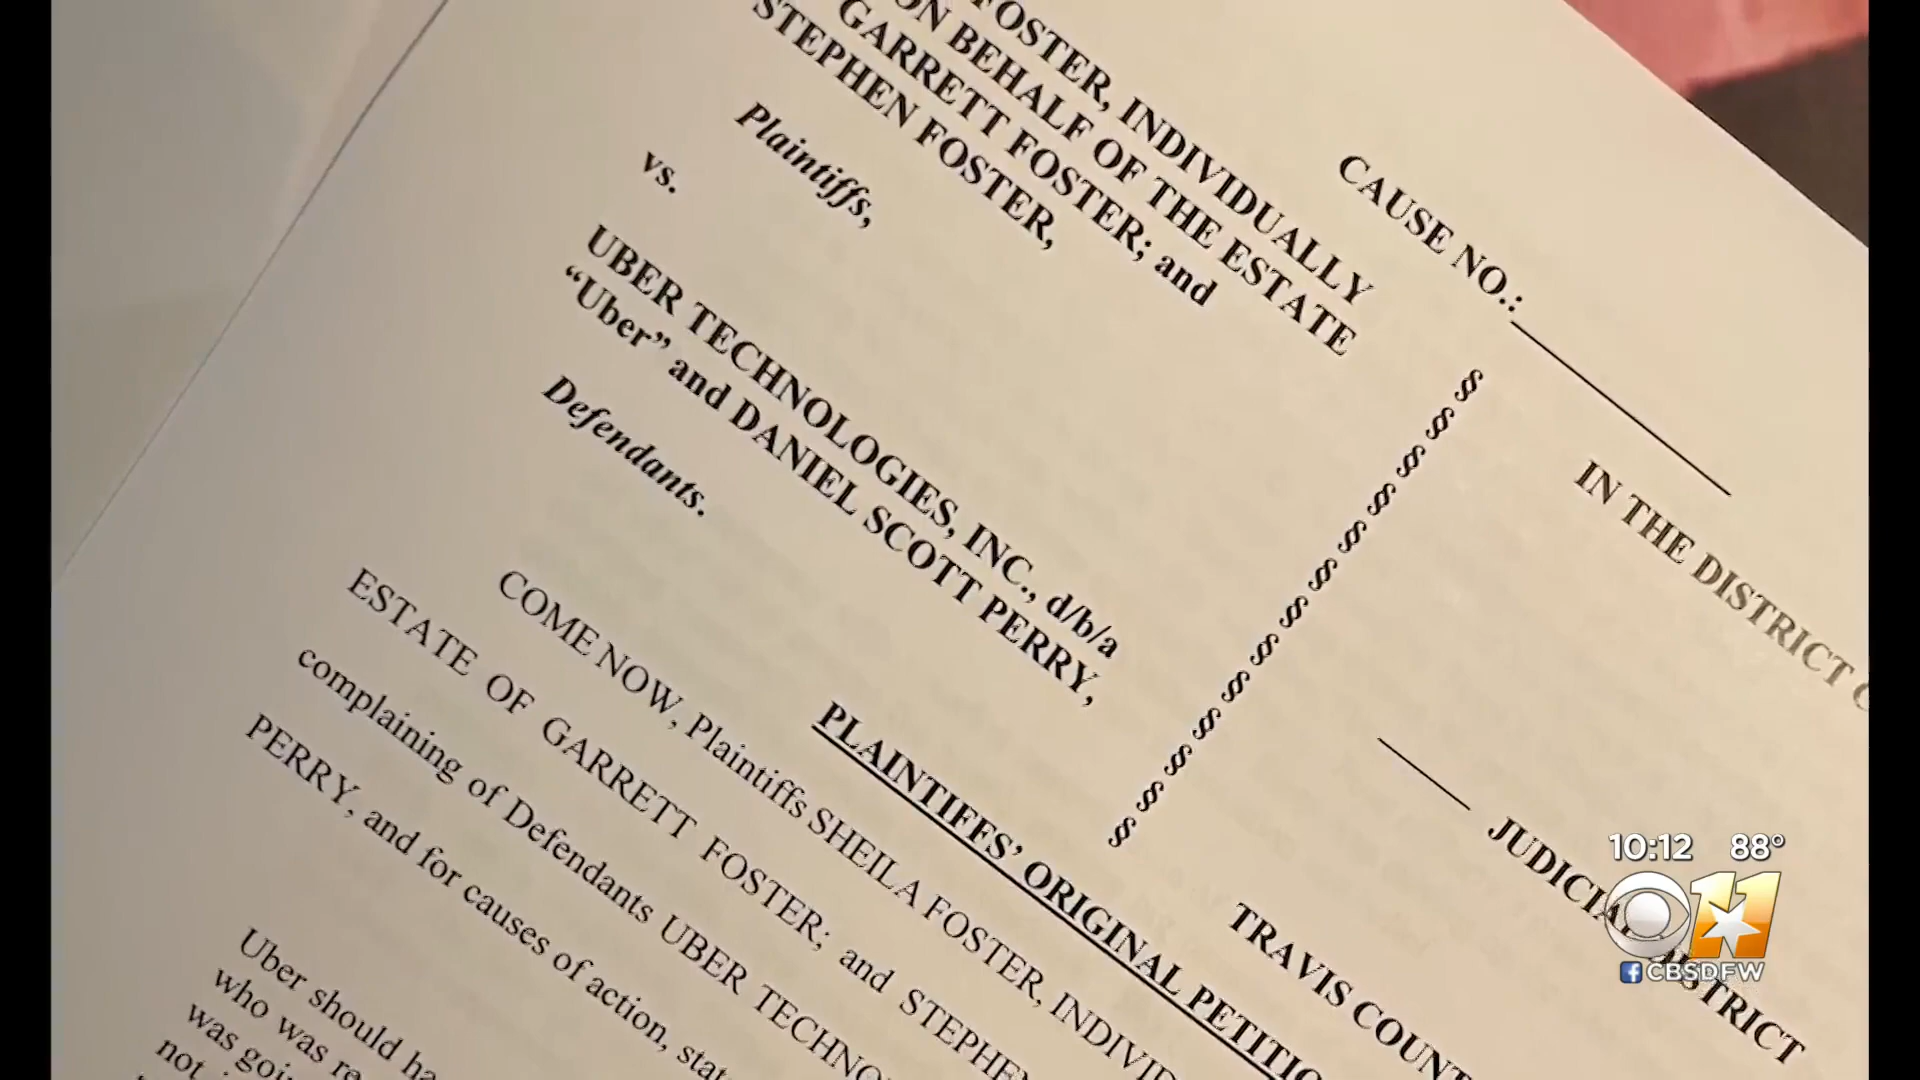 FOSTER, INDIVIDUALLY
ON BEHALF OF THE ESTATE
GARRETT FOSTER; and
STEPHEN FOSTER,
Plaintiffs,
vs.
UBER TECHNOLOGIES, INC., d/b/a
“Uber” and DANIEL SCOTT PERRY,
Defendants.
CAUSE NO.:
§
§
§
§
§
§
§
§
§
§
§
§
§
IN THE DISTRICT
JUDICIAL DISTRICT
TRAVIS COUNT
PLAINTIFFS’ ORIGINAL PETITIO
COME NOW, Plaintiffs SHEILA FOSTER, INDIVI
ESTATE OF GARRETT FOSTER; and STEPHEN
complaining of Defendants UBER TECHNO
PERRY, and for causes of action, stat
Uber should ha
who was re
was goi
not
10:12 88°
11
CBSDFW